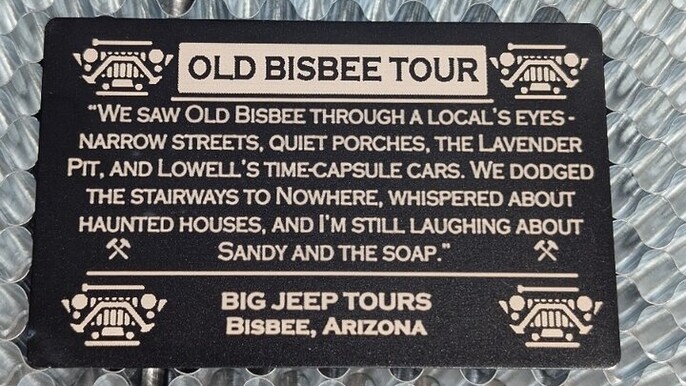 OLD BISBEE TOUR
"WE SAW OLD BISBEE THROUGH A LOCAL'S EYES -
NARROW STREETS, QUIET PORCHES, THE LAVENDER
PIT, AND LOWELL'S TIME-CAPSULE CARS. WE DODGED
THE STAIRWAYS TO NOWHERE, WHISPERED ABOUT
HAUNTED HOUSES, AND I'M STILL LAUGHING ABOUT
SANDY AND THE SOAP."
BIG JEEP TOURS
BISBEE, ARIZONA